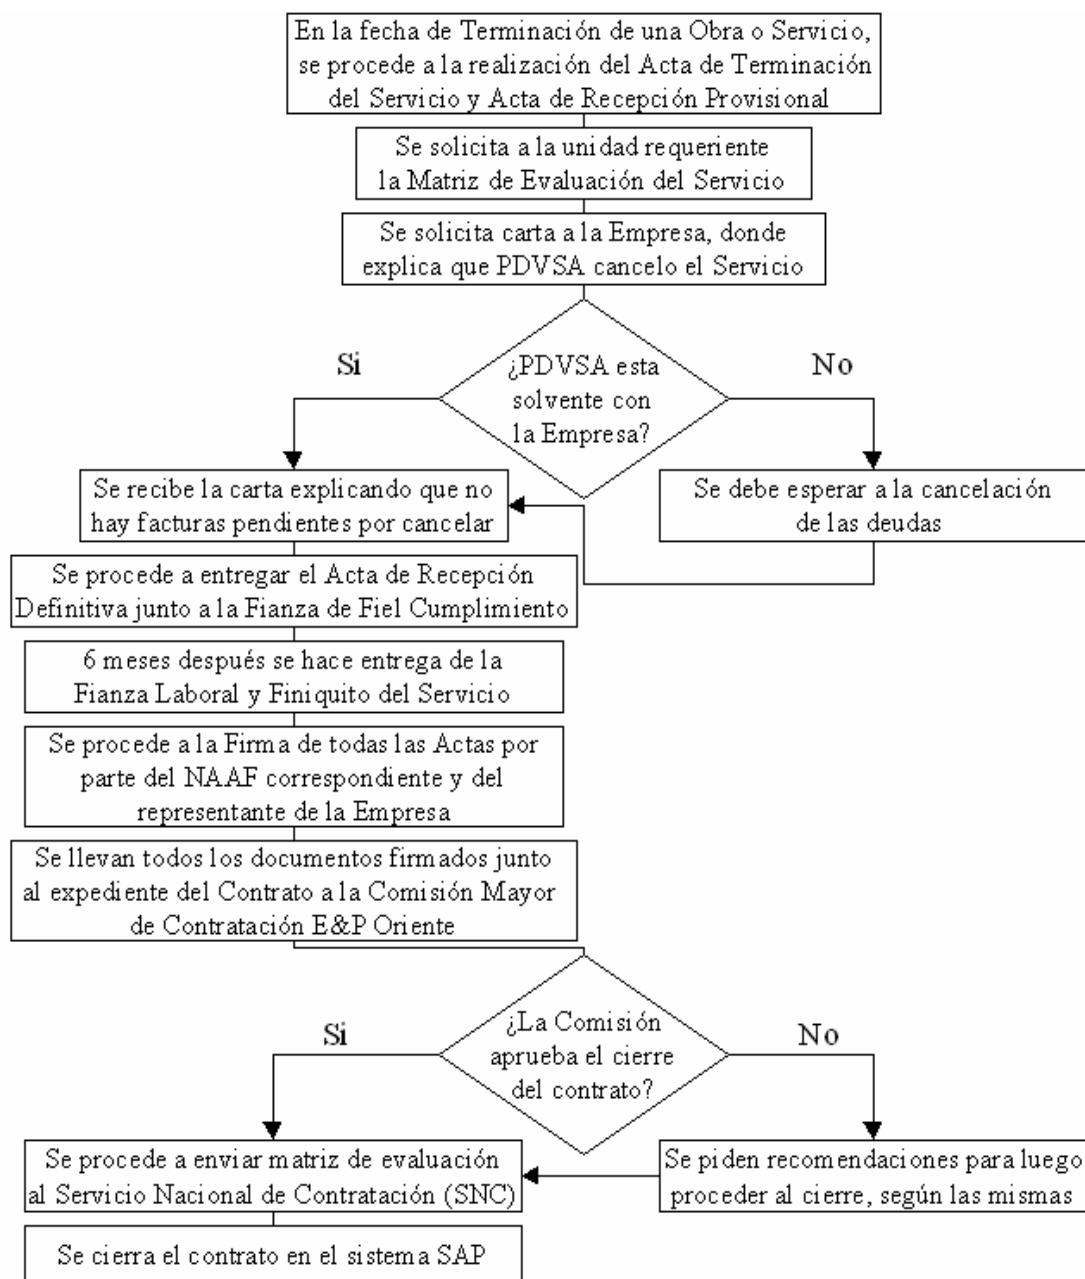 En la fecha de Terminación de una Obra o Servicio,
se procede a la realización del Acta de Terminación
del Servicio y Acta de Recepción Provisional
Se solicita a la unidad requeriente
la Matriz de Evaluación del Servicio
Se solicita carta a la Empresa, donde
explica que PDVSA cancelo el Servicio
¿PDVSA esta
solvente con
la Empresa?
Si
No
Se recibe la carta explicando que no
hay facturas pendientes por cancelar
Se debe esperar a la cancelación
de las deudas
Se procede a entregar el Acta de Recepción
Definitiva junto a la Fianza de Fiel Cumplimiento
6 meses después se hace entrega de la
Fianza Laboral y Finiquito del Servicio
Se procede a la Firma de todas las Actas por
parte del NAAF correspondiente y del
representante de la Empresa
Se llevan todos los documentos firmados junto
al expediente del Contrato a la Comisión Mayor
de Contratación E&P Oriente
¿La Comisión
aprueba el cierre
del contrato?
Si
No
Se procede a enviar matriz de evaluación
al Servicio Nacional de Contratación (SNC)
Se piden recomendaciones para luego
proceder al cierre, según las mismas
Se cierra el contrato en el sistema SAP